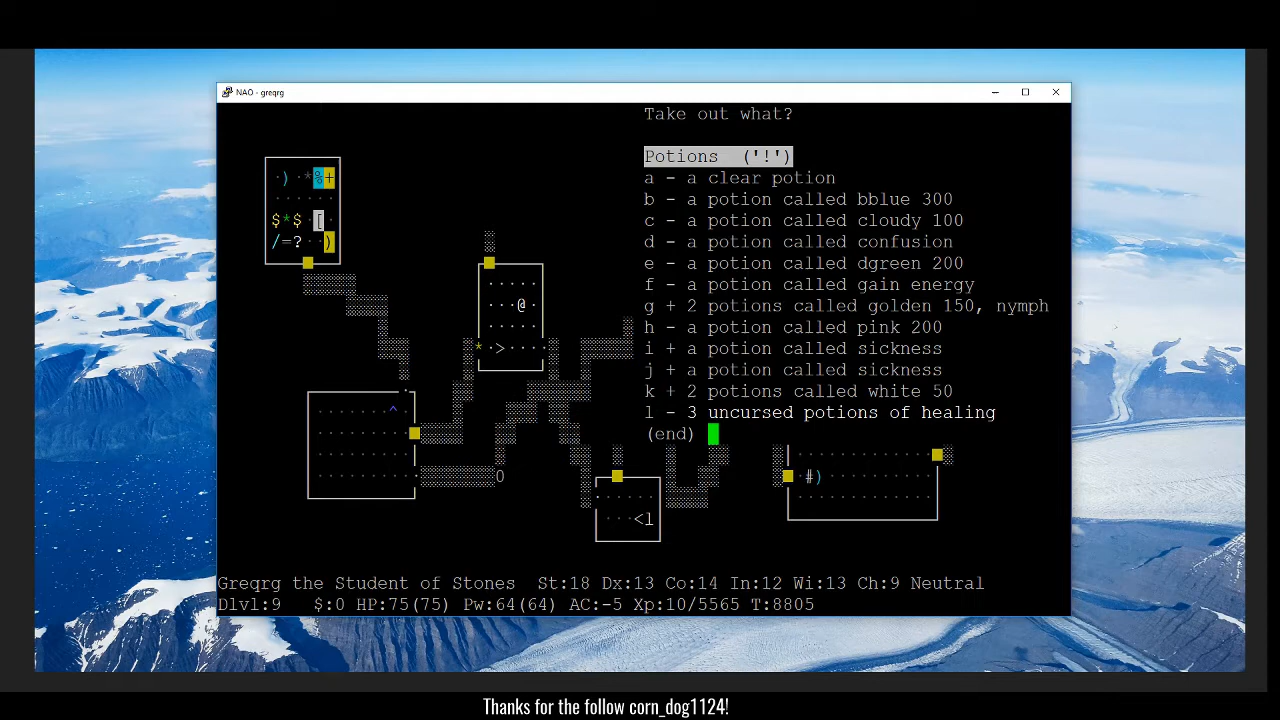 NAO - greqrg
Take out what?
Potions ('!')
a - a clear potion
b - a potion called bblue 300
c - a potion called cloudy 100
d - a potion called confusion
e - a potion called dgreen 200
f - a potion called gain energy
g + 2 potions called golden 150, nymph
h - a potion called pink 200
i + a potion called sickness
j + a potion called sickness
k + 2 potions called white 50
l - 3 uncursed potions of healing
(end)
Greqrg the Student of Stones St:18 Dx:13 Co:14 In:12 Wi:13 Ch:9 Neutral
Dlvl:9 $:0 HP:75(75) Pw:64(64) AC:-5 Xp:10/5565 T:8805
Thanks for the follow corn_dog1124!